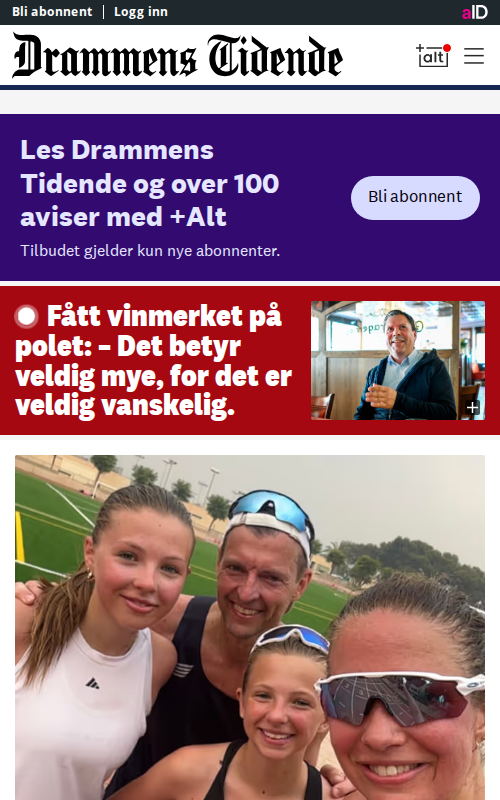 Bli abonnent | Logg inn
aID
Drammens Tidende
+alt
Les Drammens
Tidende og over 100
aviser med +Alt
Tilbudet gjelder kun nye abonnenter.
Bli abonnent
Fått vinmerket på
polet: – Det betyr
veldig mye, for det er
veldig vanskelig.
+